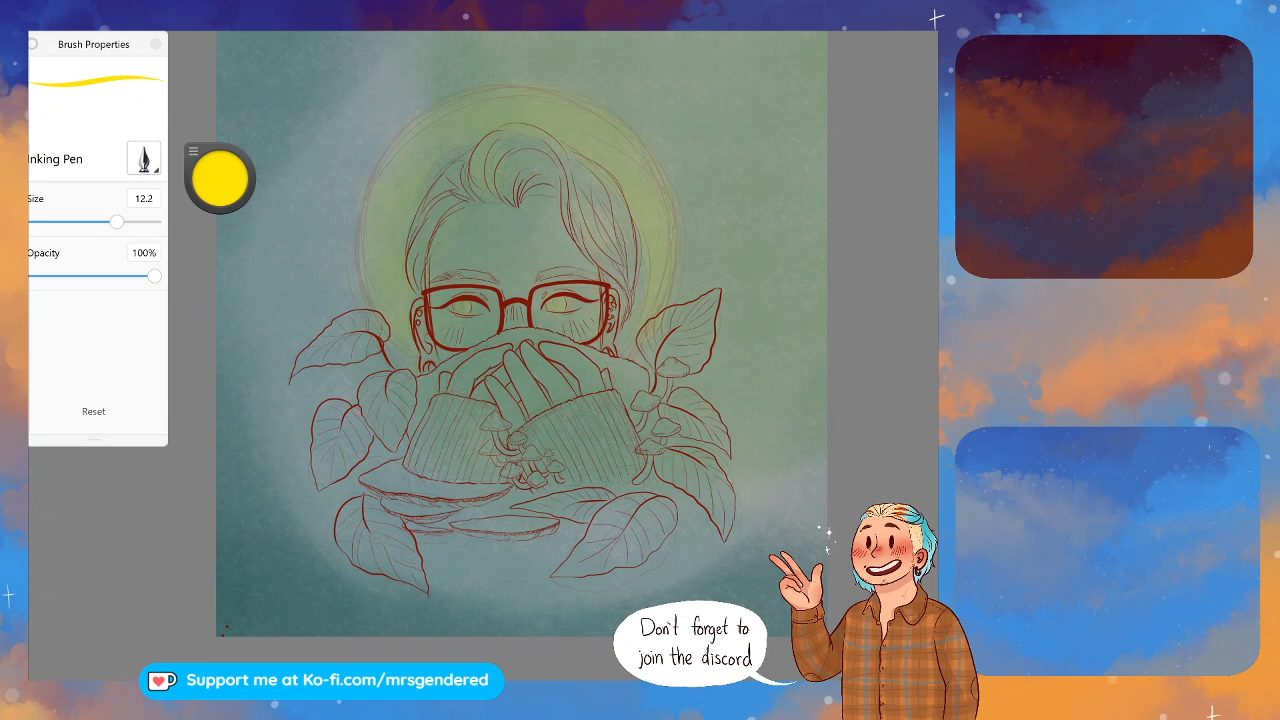 Brush Properties
Inking Pen
Size
12.2
Opacity
100%
Reset
Don't forget to
join the discord
Support me at Ko-fi.com/mrsgendered